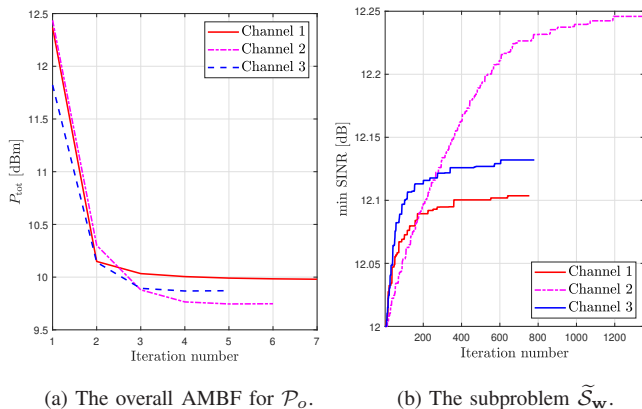 12.5
12
11.5
11
10.5
10
9.5
1 2 3 4 5 6 7
P_tot [dBm]
Iteration number
Channel 1
Channel 2
Channel 3
(a) The overall AMBF for 𝒫_o.
12.25
12.2
12.15
12.1
12.05
12
200 400 600 800 1000 1200
min SINR [dB]
Iteration number
Channel 1
Channel 2
Channel 3
(b) The subproblem 𝒮̃_𝐰.